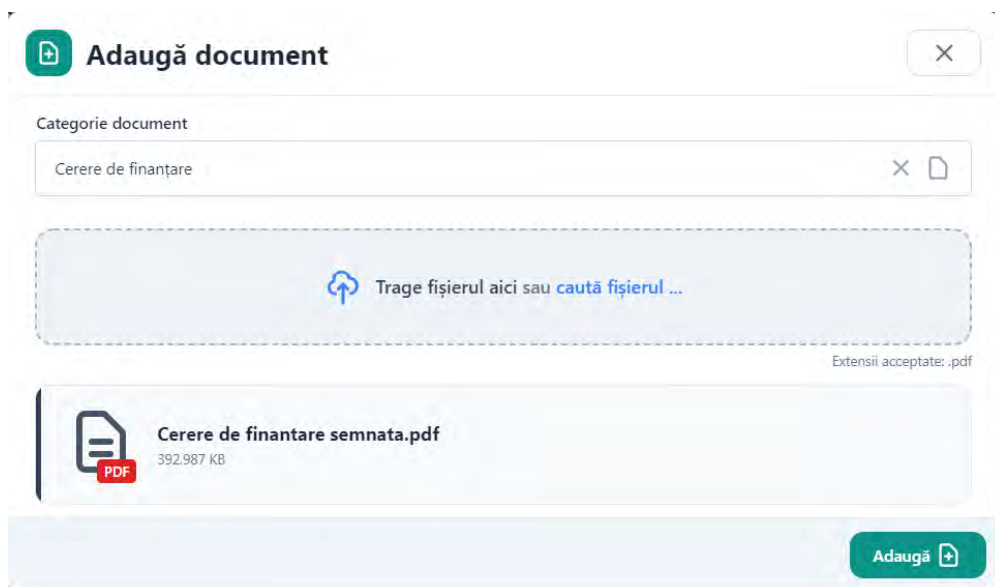 Adaugă document
Categorie document
Cerere de finanțare
Trage fișierul aici sau caută fișierul ...
Extensii acceptate: .pdf
Cerere de finantare semnata.pdf
392.987 KB
PDF
Adaugă